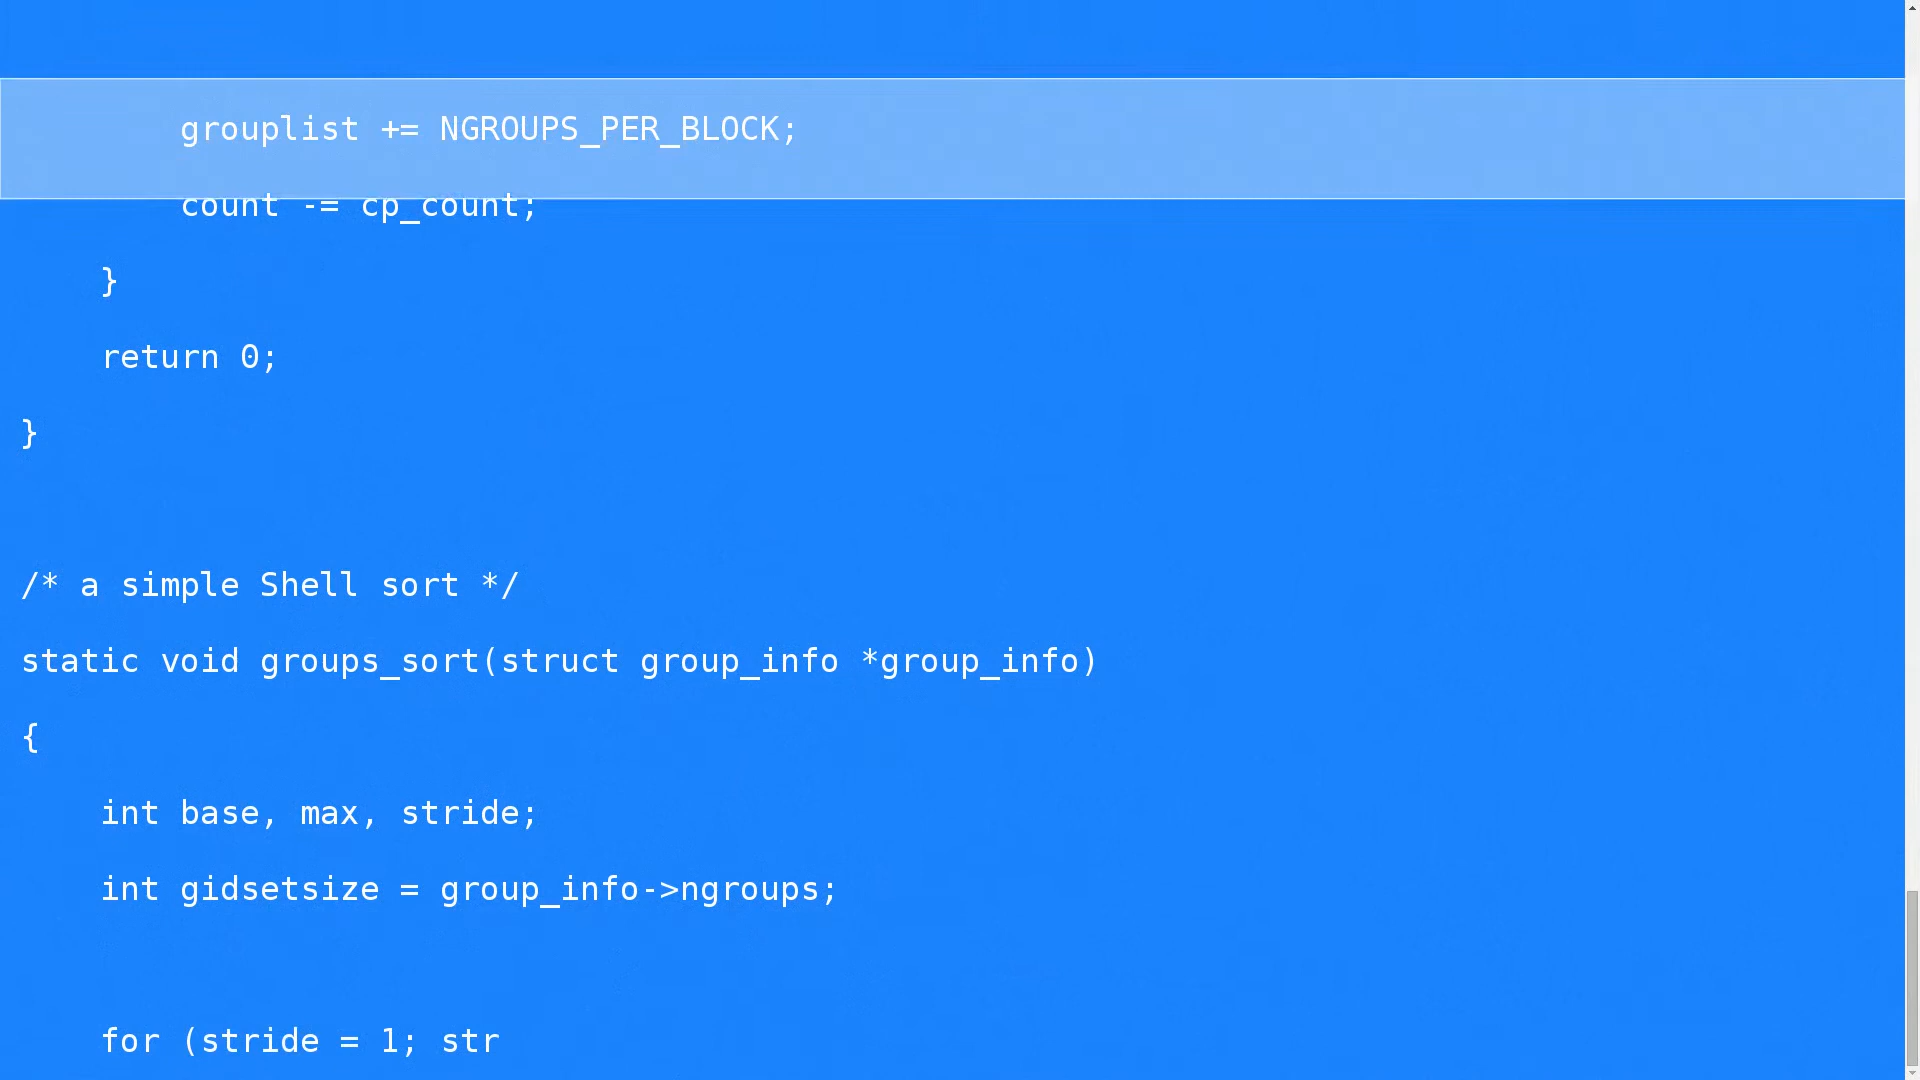 grouplist += NGROUPS_PER_BLOCK;
count -= cp_count;
}
return 0;
}
/* a simple Shell sort */
static void groups_sort(struct group_info *group_info)
{
int base, max, stride;
int gidsetsize = group_info->ngroups;
for (stride = 1; str